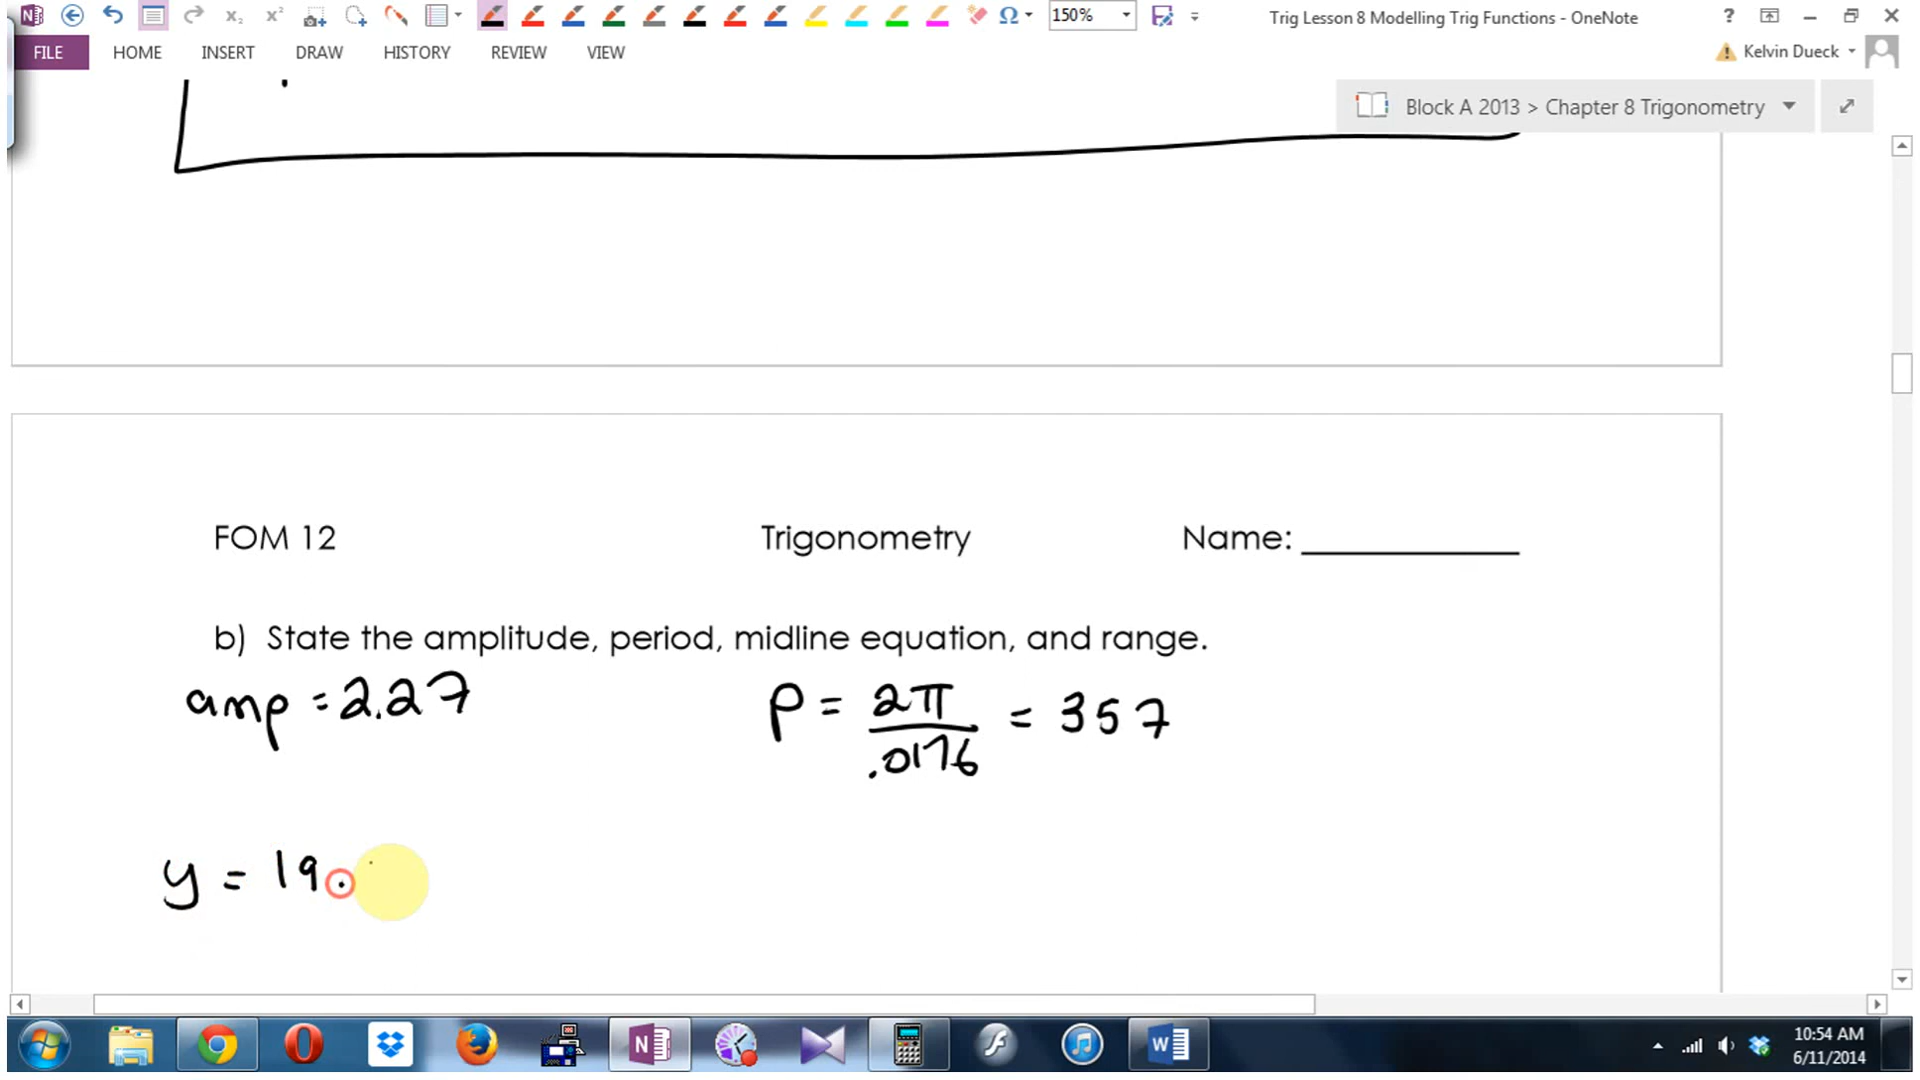 150%
Trig Lesson 8 Modelling Trig Functions - OneNote
FILE HOME INSERT DRAW HISTORY REVIEW VIEW
Kelvin Dueck
Block A 2013 > Chapter 8 Trigonometry
FOM 12 Trigonometry Name: ____________
b) State the amplitude, period, midline equation, and range.
amp = 2.27
P = 2π/.0176 = 357
y = 19.
10:54 AM
6/11/2014